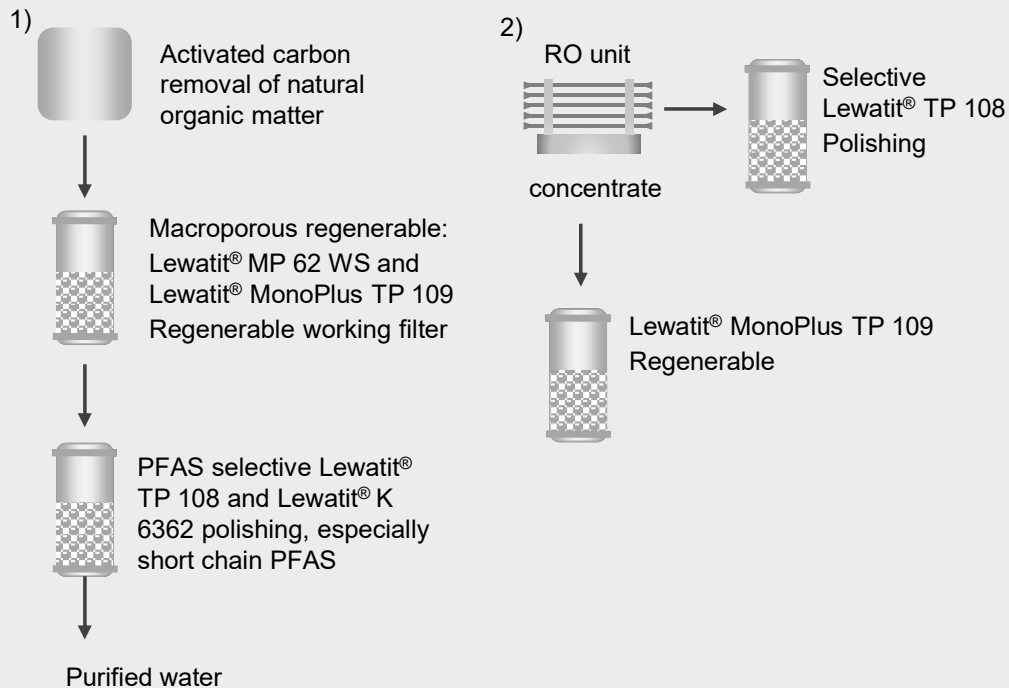 1)
Activated carbon
removal of natural
organic matter
Macroporous regenerable:
Lewatit® MP 62 WS and
Lewatit® MonoPlus TP 109
Regenerable working filter
PFAS selective Lewatit®
TP 108 and Lewatit® K
6362 polishing, especially
short chain PFAS
Purified water
2)
RO unit
Selective
Lewatit® TP 108
Polishing
concentrate
Lewatit® MonoPlus TP 109
Regenerable